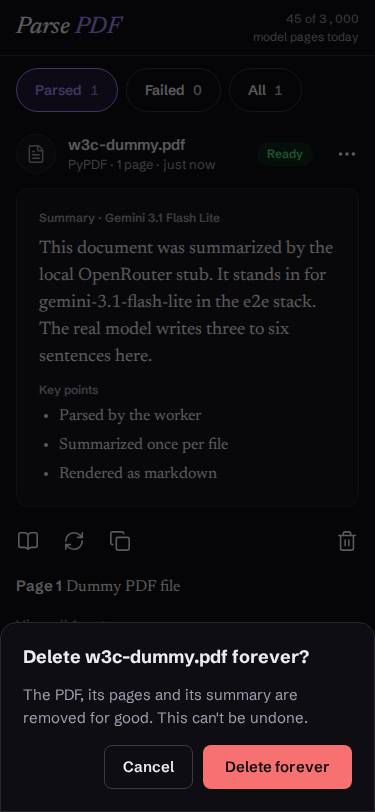 Parse PDF
45 of 3,000
model pages today
Parsed 1
Failed 0
All 1
w3c-dummy.pdf
PyPDF · 1 page · just now
Ready
Summary · Gemini 3.1 Flash Lite
This document was summarized by the
local OpenRouter stub. It stands in for
gemini-3.1-flash-lite in the e2e stack.
The real model writes three to six
sentences here.
Key points
• Parsed by the worker
• Summarized once per file
• Rendered as markdown
Page 1 Dummy PDF file
Delete w3c-dummy.pdf forever?
The PDF, its pages and its summary are
removed for good. This can't be undone.
Cancel
Delete forever